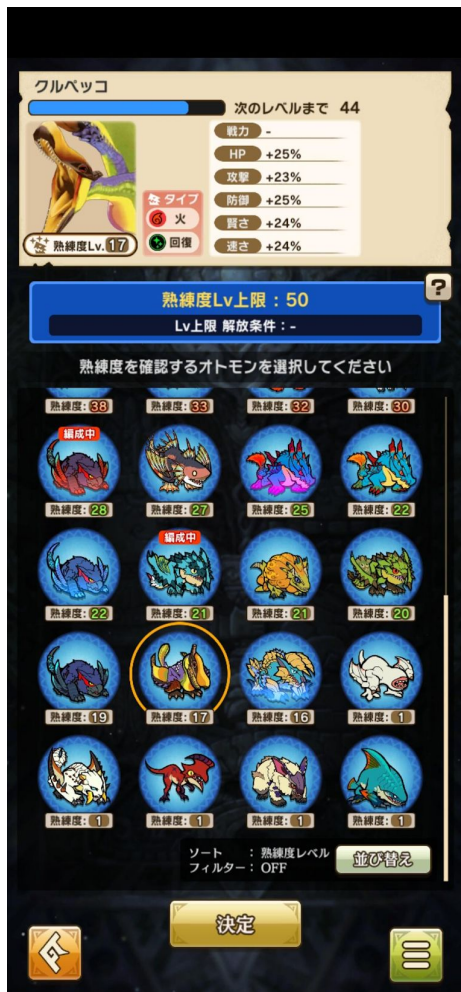 クルペッコ
次のレベルまで 44
戦力 -
HP +25%
攻撃 +23%
タイプ
防御 +25%
火
賢さ +24%
回復
速さ +24%
熟練度Lv. 17
?
熟練度Lv上限：50
Lv上限 解放条件：-
熟練度を確認するオトモンを選択してください
熟練度: 38 熟練度: 33 熟練度: 32 熟練度: 30
編成中
熟練度: 28 熟練度: 27 熟練度: 25 熟練度: 22
編成中
熟練度: 22 熟練度: 21 熟練度: 21 熟練度: 20
熟練度: 19 熟練度: 17 熟練度: 16 熟練度: 1
熟練度: 1 熟練度: 1 熟練度: 1 熟練度: 1
ソート ：熟練度レベル
フィルター：OFF
並び替え
決定